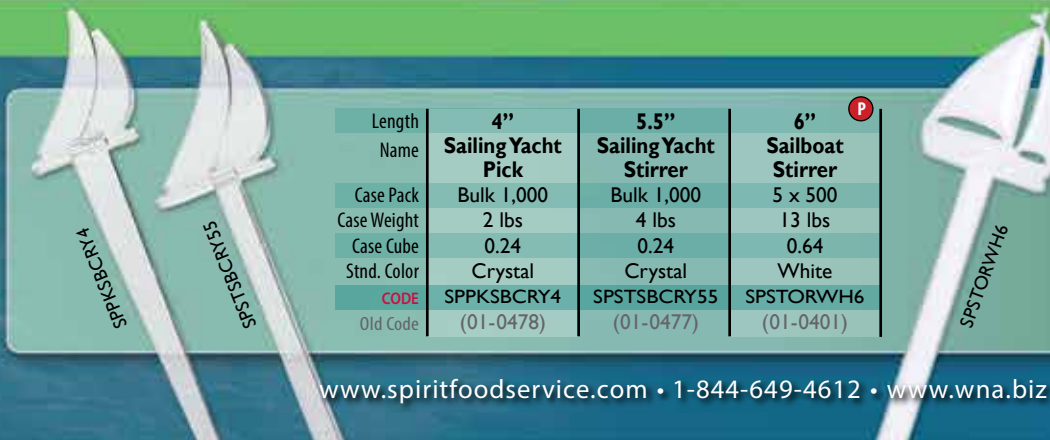 P
Length 4” 5.5” 6”
Name Sailing Yacht Sailing Yacht Sailboat
Pick Stirrer Stirrer
Case Pack Bulk 1,000 Bulk 1,000 5 x 500
Case Weight 2 lbs 4 lbs 13 lbs
Case Cube 0.24 0.24 0.64
Stnd. Color Crystal Crystal White
CODE SPPKSBCRY4 SPSTSBCRY55 SPSTORWH6
Old Code (01-0478) (01-0477) (01-0401)
SPPKSBCRY4
SPSTSBCRY55
SPSTORWH6
www.spiritfoodservice.com • 1-844-649-4612 • www.wna.biz